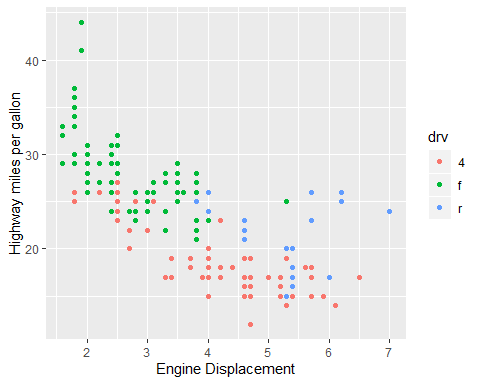 Highway miles per gallon
40
30
20
2 3 4 5 6 7
Engine Displacement
drv
4
f
r